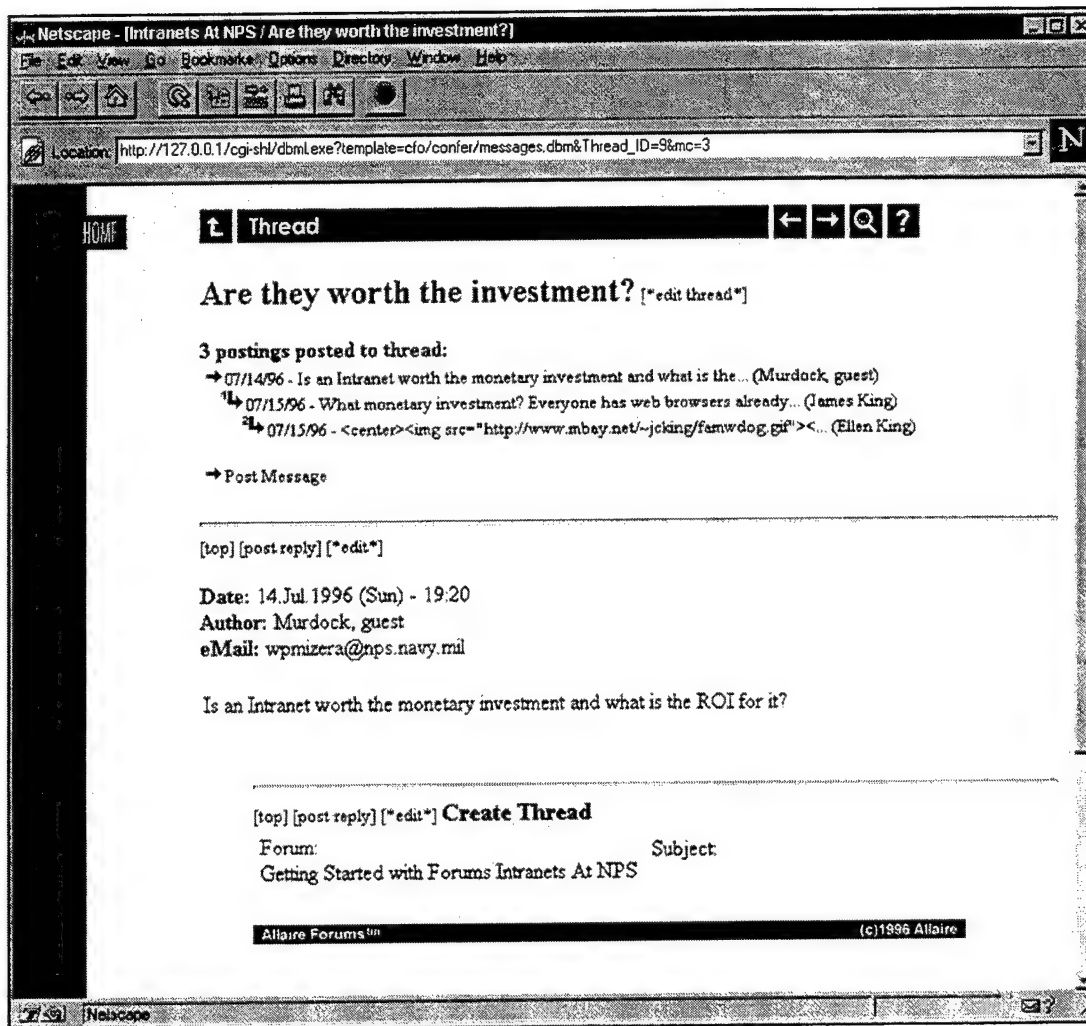 Netscape - [Intranets At NPS / Are they worth the investment?]
File Edit View Go Bookmarks Options Directory Window Help
Location: http://127.0.0.1/cgi-shl/dbml.exe?template=cfo/confer/messages.dbm&Thread_ID=9&mc=3
N
HOME
Thread
?
Are they worth the investment? [*edit thread*]
3 postings posted to thread:
07/14/96 - Is an Intranet worth the monetary investment and what is the... (Murdock, guest)
1 07/15/96 - What monetary investment? Everyone has web browsers already... (James King)
2 07/15/96 - <center><img src="http://www.mbay.net/~jcking/famwdog.gif"><... (Ellen King)
Post Message
[top] [post reply] [*edit*]
Date: 14.Jul.1996 (Sun) - 19:20
Author: Murdock, guest
eMail: wpmizera@nps.navy.mil
Is an Intranet worth the monetary investment and what is the ROI for it?
[top] [post reply] [*edit*] Create Thread
Forum: Subject:
Getting Started with Forums Intranets At NPS
Allaire Forums tm (c)1996 Allaire
Netscape
?